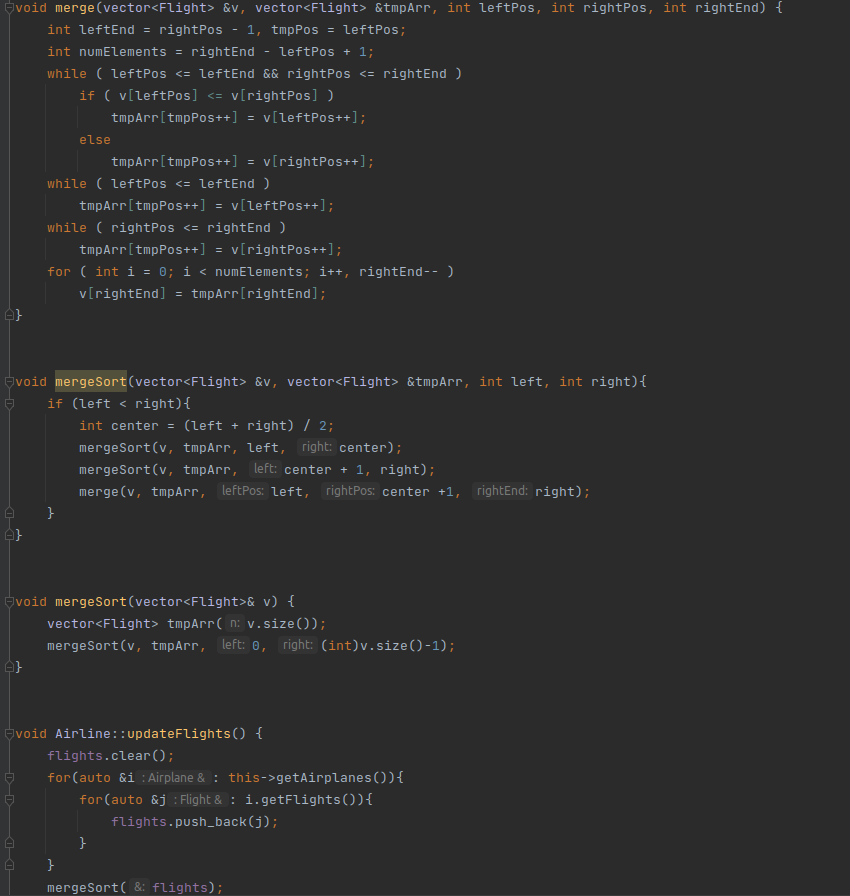 void merge(vector<Flight> &v, vector<Flight> &tmpArr, int leftPos, int rightPos, int rightEnd) {
    int leftEnd = rightPos - 1, tmpPos = leftPos;
    int numElements = rightEnd - leftPos + 1;
    while ( leftPos <= leftEnd && rightPos <= rightEnd )
        if ( v[leftPos] <= v[rightPos] )
            tmpArr[tmpPos++] = v[leftPos++];
        else
            tmpArr[tmpPos++] = v[rightPos++];
    while ( leftPos <= leftEnd )
        tmpArr[tmpPos++] = v[leftPos++];
    while ( rightPos <= rightEnd )
        tmpArr[tmpPos++] = v[rightPos++];
    for ( int i = 0; i < numElements; i++, rightEnd-- )
        v[rightEnd] = tmpArr[rightEnd];
}
void mergeSort(vector<Flight> &v, vector<Flight> &tmpArr, int left, int right){
    if (left < right){
        int center = (left + right) / 2;
        mergeSort(v, tmpArr, left, right: center);
        mergeSort(v, tmpArr, left: center + 1, right);
        merge(v, tmpArr, leftPos: left, rightPos: center +1, rightEnd: right);
    }
}
void mergeSort(vector<Flight>& v) {
    vector<Flight> tmpArr( n: v.size());
    mergeSort(v, tmpArr, left: 0, right: (int)v.size()-1);
}
void Airline::updateFlights() {
    flights.clear();
    for(auto &i : Airplane & : this->getAirplanes()){
        for(auto &j : Flight & : i.getFlights()){
            flights.push_back(j);
        }
    }
    mergeSort( &: flights);